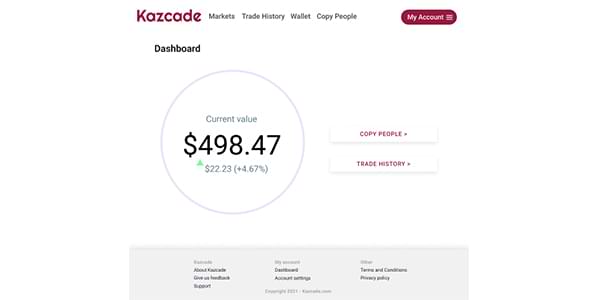 Kazcade Markets Trade History Wallet Copy People My Account
Dashboard
Current value
$498.47
$22.23 (+4.67%)
COPY PEOPLE >
TRADE HISTORY >
Kazcade My account Other
About Kazcade Dashboard Terms and Conditions
Give us feedback Account settings Privacy policy
Support
Copyright 2021 - Kazcade.com